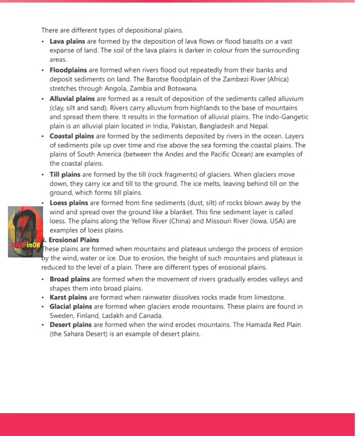 There are different types of depositional plains.
• Lava plains are formed by the deposition of lava flows or flood basalts on a vast
expanse of land. The soil of the lava plains is darker in colour from the surrounding
areas.
• Floodplains are formed when rivers flood out repeatedly from their banks and
deposit sediments on land. The Barotse floodplain of the Zambezi River (Africa)
stretches through Angola, Zambia and Botswana.
• Alluvial plains are formed as a result of deposition of the sediments called alluvium
(clay, silt and sand). Rivers carry alluvium from highlands to the base of mountains
and spread them there. It results in the formation of alluvial plains. The Indo-Gangetic
plain is an alluvial plain located in India, Pakistan, Bangladesh and Nepal.
• Coastal plains are formed by the sediments deposited by rivers in the ocean. Layers
of sediments pile up over time and rise above the sea forming the coastal plains. The
plains of South America (between the Andes and the Pacific Ocean) are examples of
the coastal plains.
• Till plains are formed by the till (rock fragments) of glaciers. When glaciers move
down, they carry ice and till to the ground. The ice melts, leaving behind till on the
ground, which forms till plains.
• Loess plains are formed from fine sediments (dust, silt) of rocks blown away by the
wind and spread over the ground like a blanket. This fine sediment layer is called
loess. The plains along the Yellow River (China) and Missouri River (Iowa, USA) are
examples of loess plains.
. Erosional Plains
These plains are formed when mountains and plateaus undergo the process of erosion
by the wind, water or ice. Due to erosion, the height of such mountains and plateaus is
reduced to the level of a plain. There are different types of erosional plains.
• Broad plains are formed when the movement of rivers gradually erodes valleys and
shapes them into broad plains.
• Karst plains are formed when rainwater dissolves rocks made from limestone.
• Glacial plains are formed when glaciers erode mountains. These plains are found in
Sweden, Finland, Ladakh and Canada.
• Desert plains are formed when the wind erodes mountains. The Hamada Red Plain
(the Sahara Desert) is an example of desert plains.